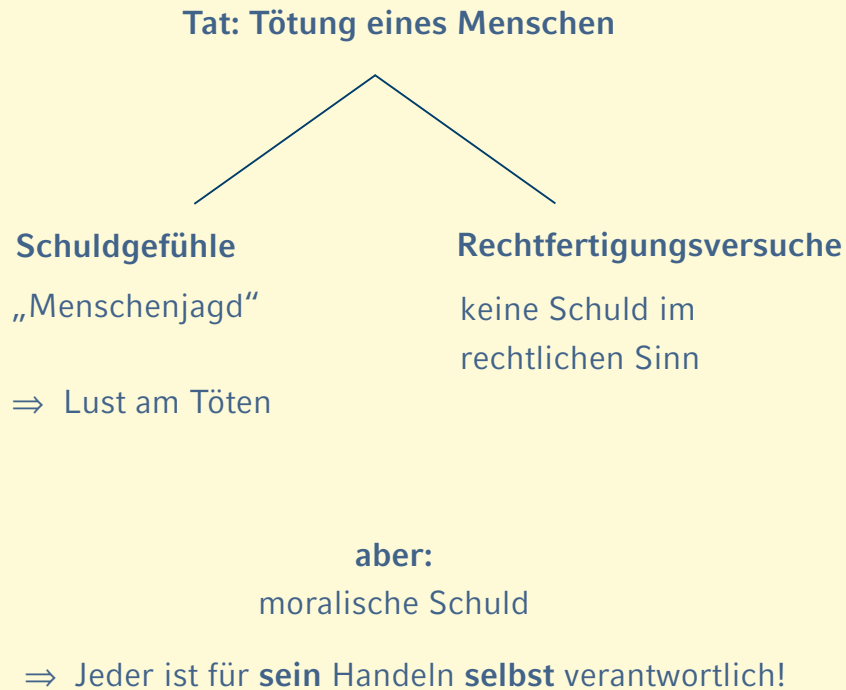 Tat: Tötung eines Menschen
Schuldgefühle
„Menschenjagd“
⇒ Lust am Töten
Rechtfertigungsversuche
keine Schuld im
rechtlichen Sinn
aber:
moralische Schuld
⇒ Jeder ist für sein Handeln selbst verantwortlich!